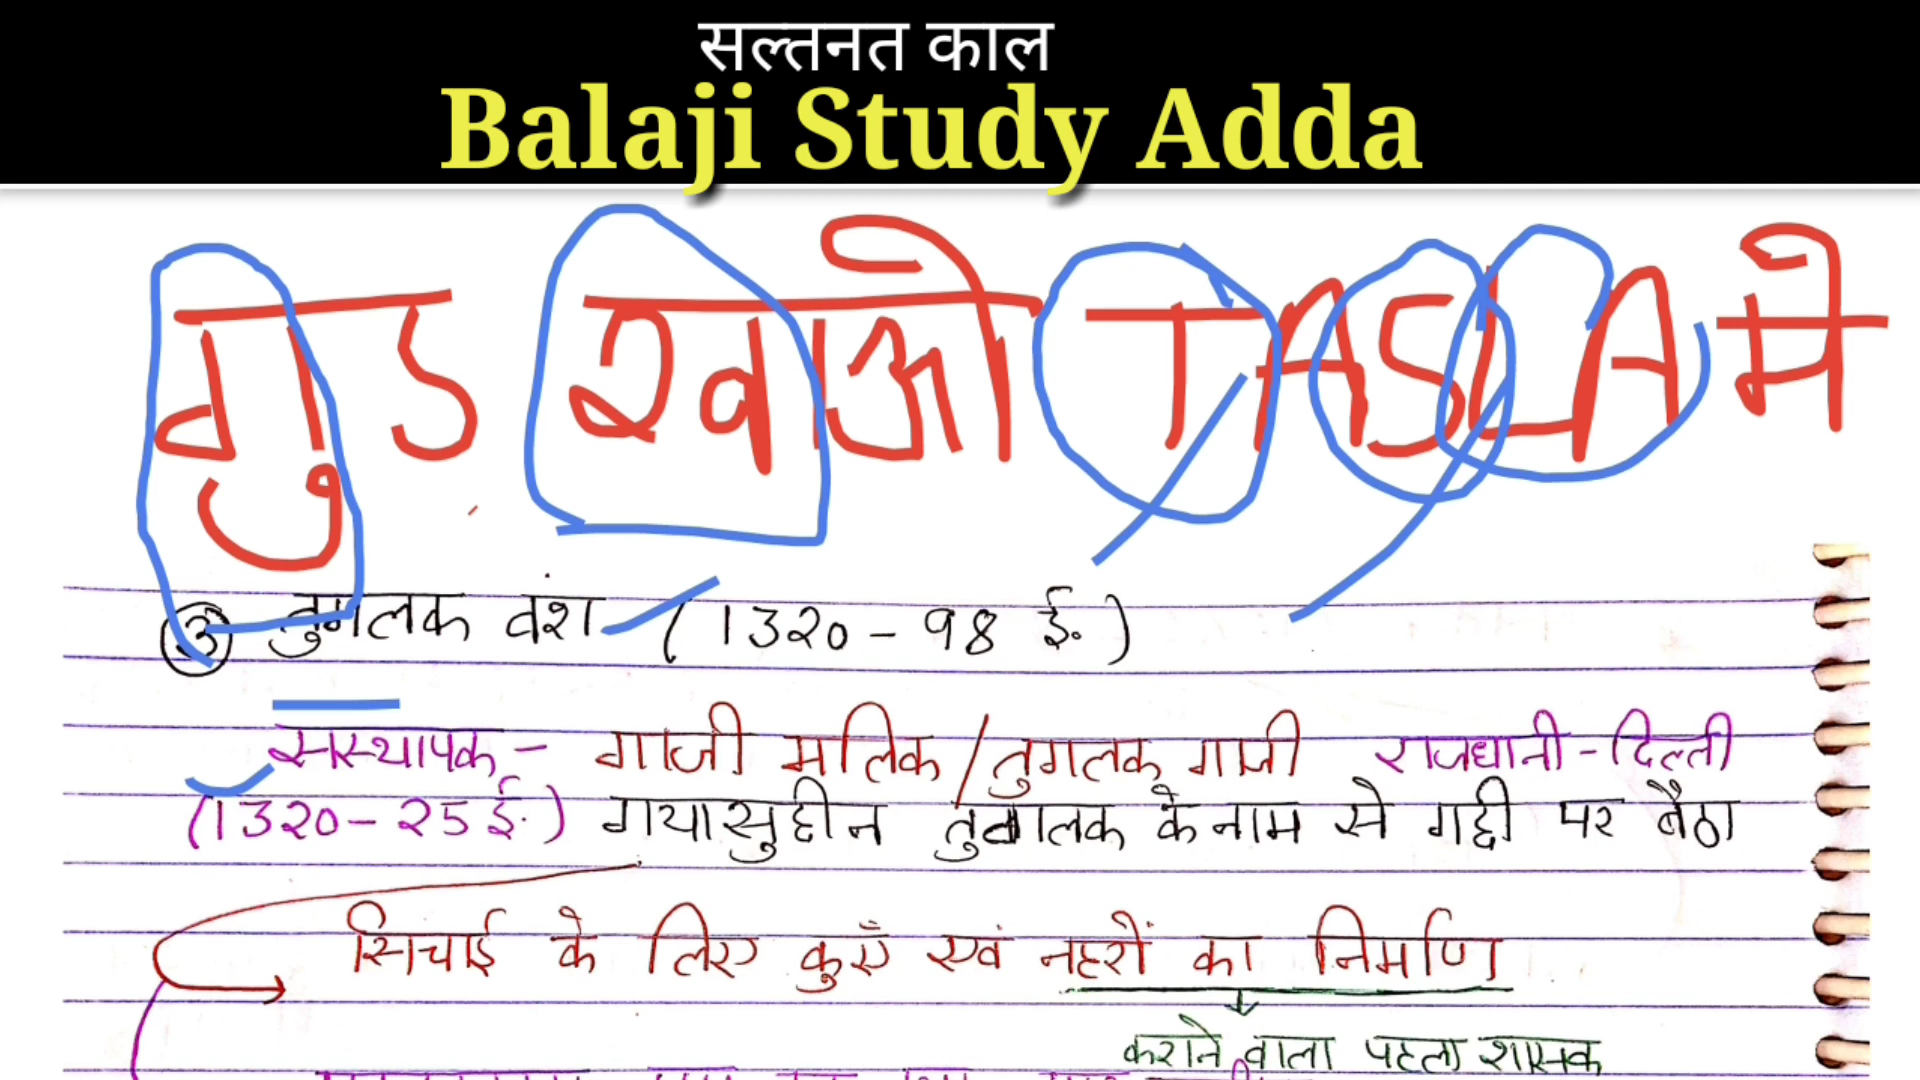 सल्तनत काल
Balaji Study Adda
गुड खाओ TASLA मे
③ तुगलक वंश (1320-98 ई.)
संस्थापक - गाजी मलिक/तुगलक गाजी राजधानी-दिल्ली
(1320-25 ई.) गयासुद्दीन तुगलक के नाम से गद्दी पर बैठा
सिचाई के लिए कुएँ एवं नहरों का निर्माण
कराने वाला पहला शासक